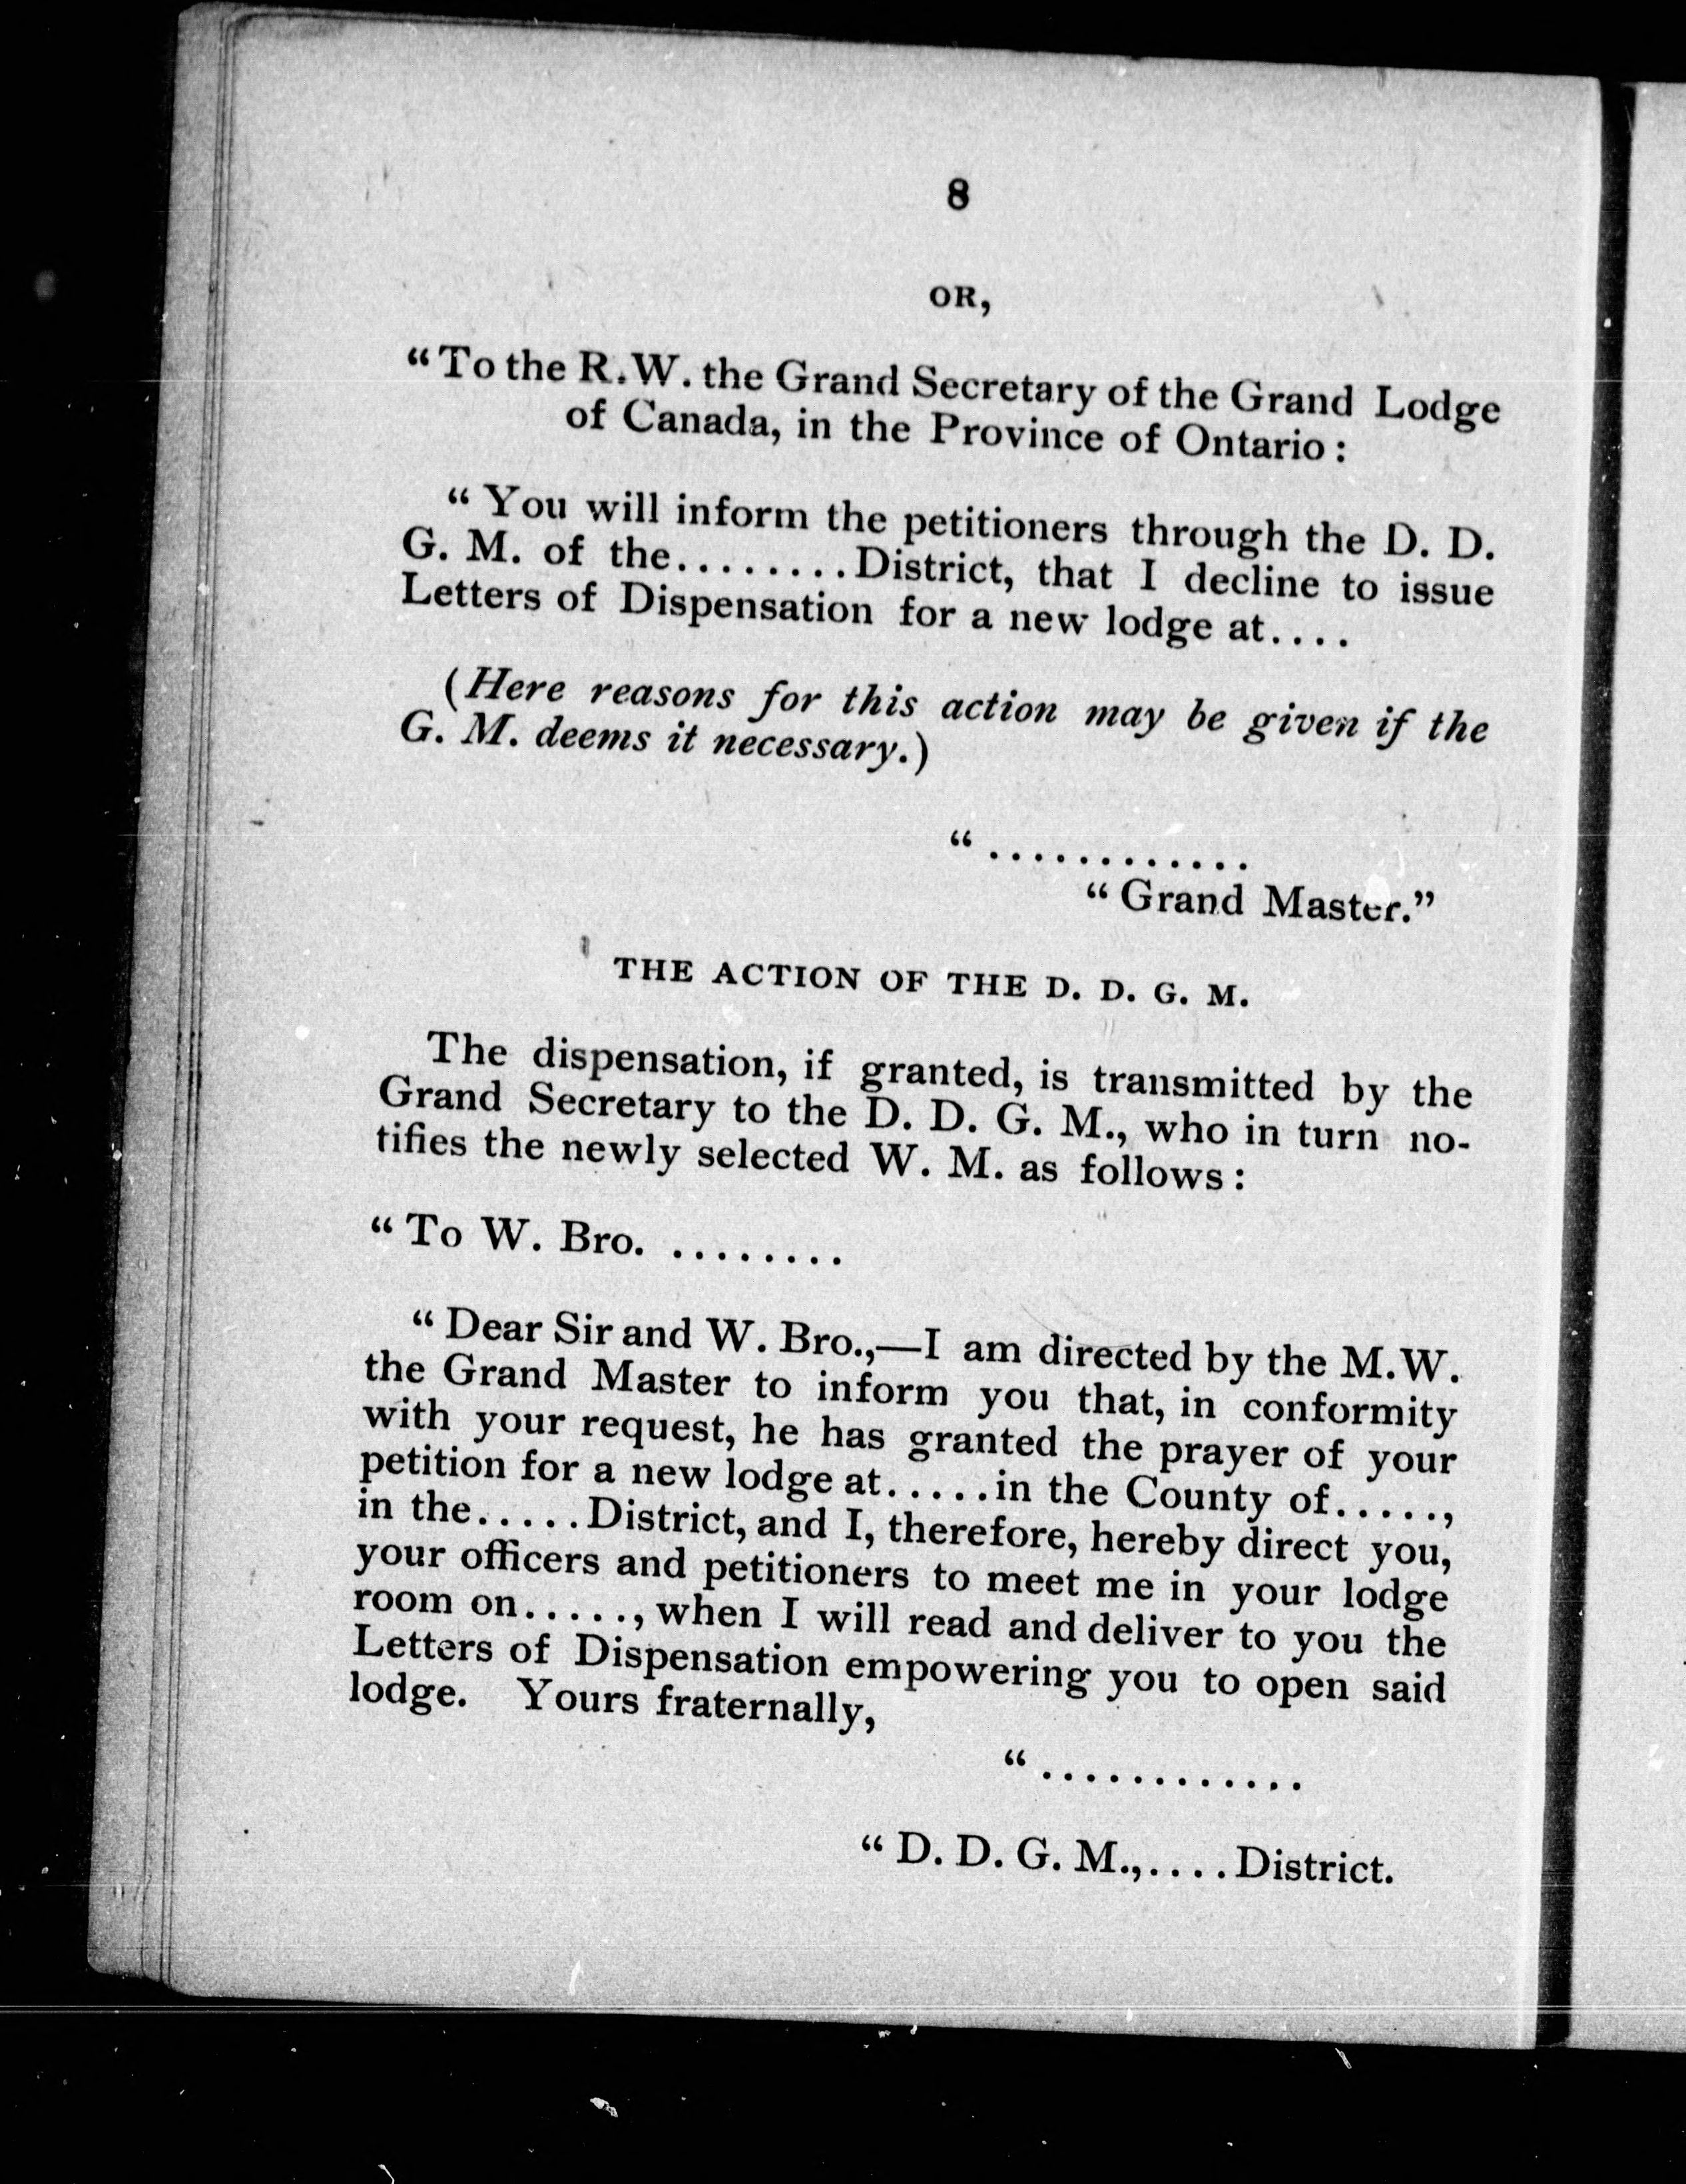 8
OR,
“To the R.W. the Grand Secretary of the Grand Lodge
of Canada, in the Province of Ontario :
“ You will inform the petitioners through the D. D.
G. M. of the........District, that I decline to issue
Letters of Dispensation for a new lodge at....
(Here reasons for this action may be given if the
G. M. deems it necessary.)
“ ............
“ Grand Master.”
THE ACTION OF THE D. D. G. M.
The dispensation, if granted, is transmitted by the
Grand Secretary to the D. D. G. M., who in turn no-
tifies the newly selected W. M. as follows :
“ To W. Bro. ........
“ Dear Sir and W. Bro.,—I am directed by the M.W.
the Grand Master to inform you that, in conformity
with your request, he has granted the prayer of your
petition for a new lodge at.....in the County of.....,
in the.....District, and I, therefore, hereby direct you,
your officers and petitioners to meet me in your lodge
room on....., when I will read and deliver to you the
Letters of Dispensation empowering you to open said
lodge. Yours fraternally,
“ ............
“ D. D. G. M.,....District.